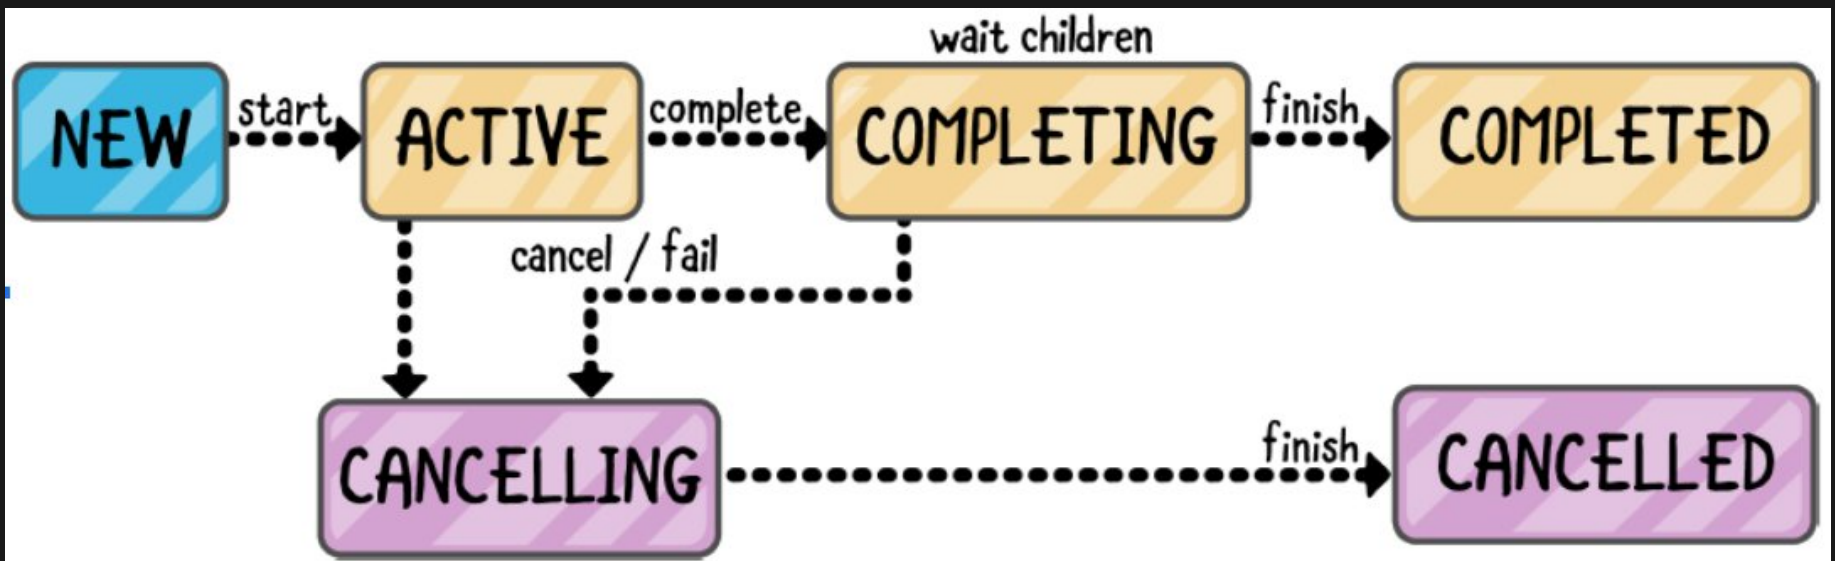 wait children
NEW
start
ACTIVE
complete
COMPLETING
finish
COMPLETED
cancel / fail
CANCELLING
finish
CANCELLED